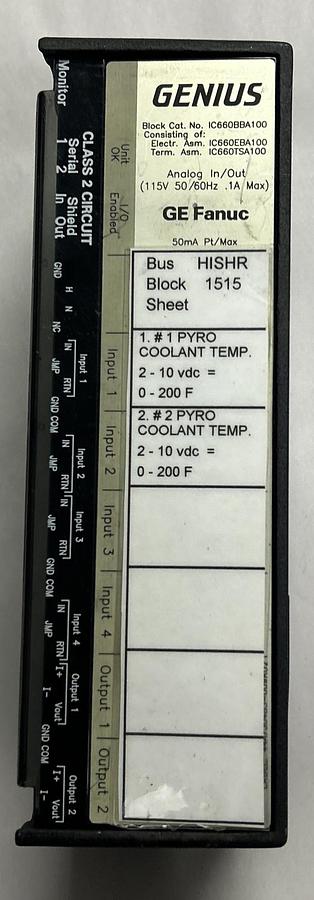 GENIUS
Block Cat. No. IC660BBA100
Consisting of:
Electr. Asm. IC660EBA100
Term. Asm. IC660TSA100
Analog In/Out
(115V 50/60Hz .1A Max)
GE Fanuc
50mA Pt/Max
Unit
OK
I/O
Enabled
Bus HISHR
Block 1515
Sheet
1. # 1 PYRO
COOLANT TEMP.
2 - 10 vdc =
0 - 200 F
2. # 2 PYRO
COOLANT TEMP.
2 - 10 vdc =
0 - 200 F
Input 1
Input 2
Input 3
Input 4
Output 1
Output 2
Monitor
CLASS 2 CIRCUIT
Serial Shield
1 2 In Out
GND H N NC
Input 1
IN JMP RTN
GND COM
Input 2
IN JMP RTN
Input 3
IN JMP RTN
GND COM
Input 4
IN JMP RTN
Output 1
I+ I- Vout
GND COM
Output 2
I+ I- Vout